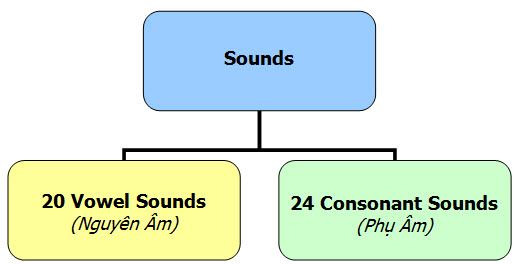 Sounds
20 Vowel Sounds
(Nguyên Âm)
24 Consonant Sounds
(Phụ Âm)